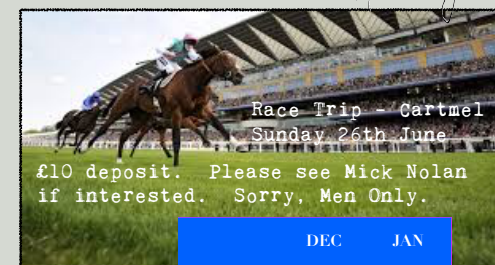 Race Trip – Cartmel
Sunday 26th June
£10 deposit.  Please see Mick Nolan
if interested.  Sorry, Men Only.
DEC JAN